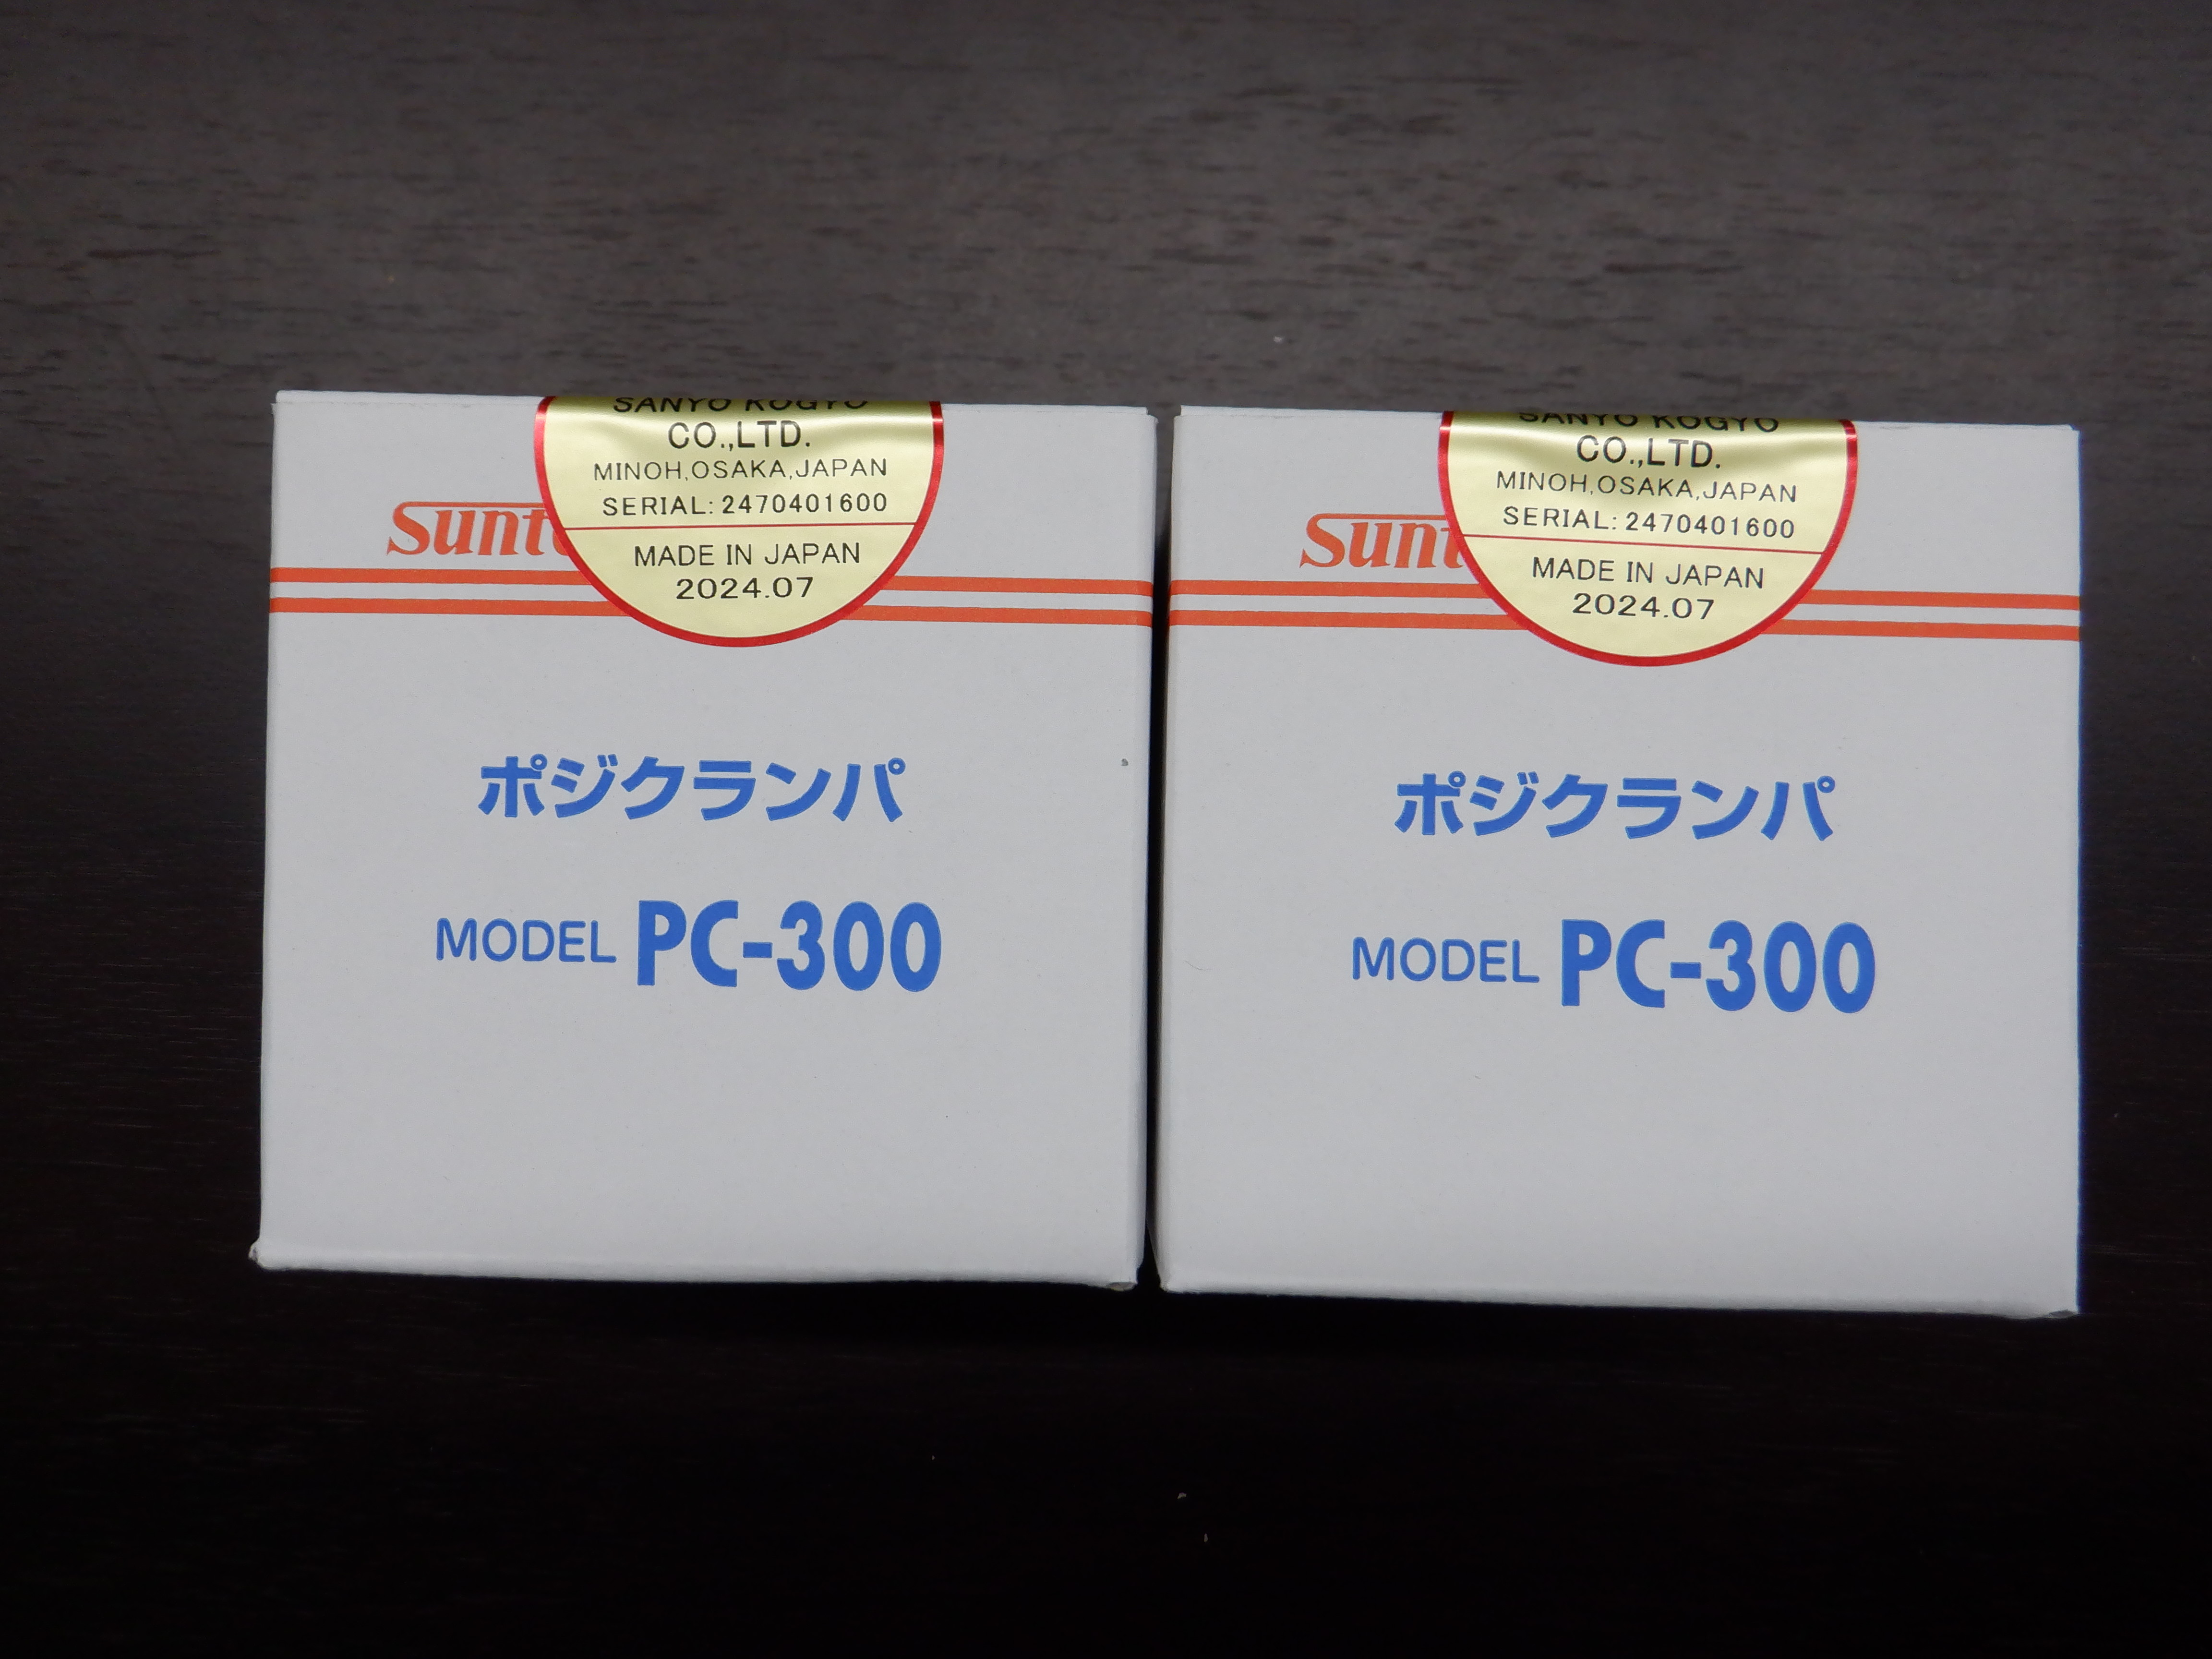 SANYO KOGYO
CO.,LTD.
MINOH,OSAKA,JAPAN
SERIAL: 2470401600
MADE IN JAPAN
2024.07
ポジクランパ
MODEL PC-300
SANYO KOGYO
CO.,LTD.
MINOH,OSAKA,JAPAN
SERIAL: 2470401600
MADE IN JAPAN
2024.07
ポジクランパ
MODEL PC-300